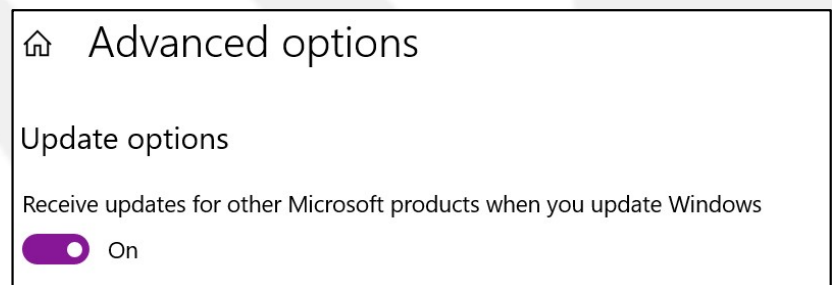 Advanced options
Update options
Receive updates for other Microsoft products when you update Windows
On